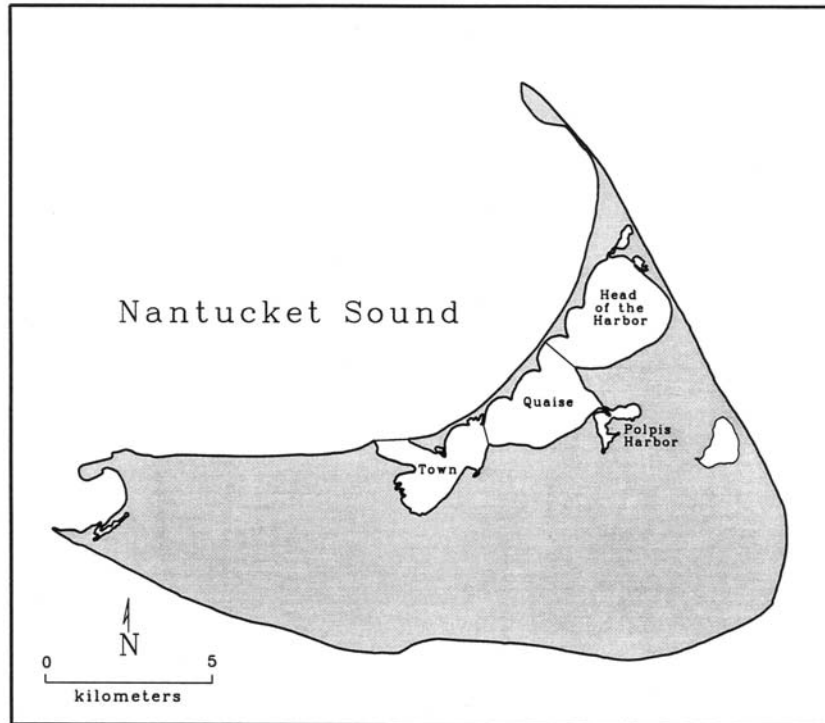 Head
of the
Harbor
Nantucket Sound
Quaise
Polpis
Harbor
Town
N
0 5
kilometers